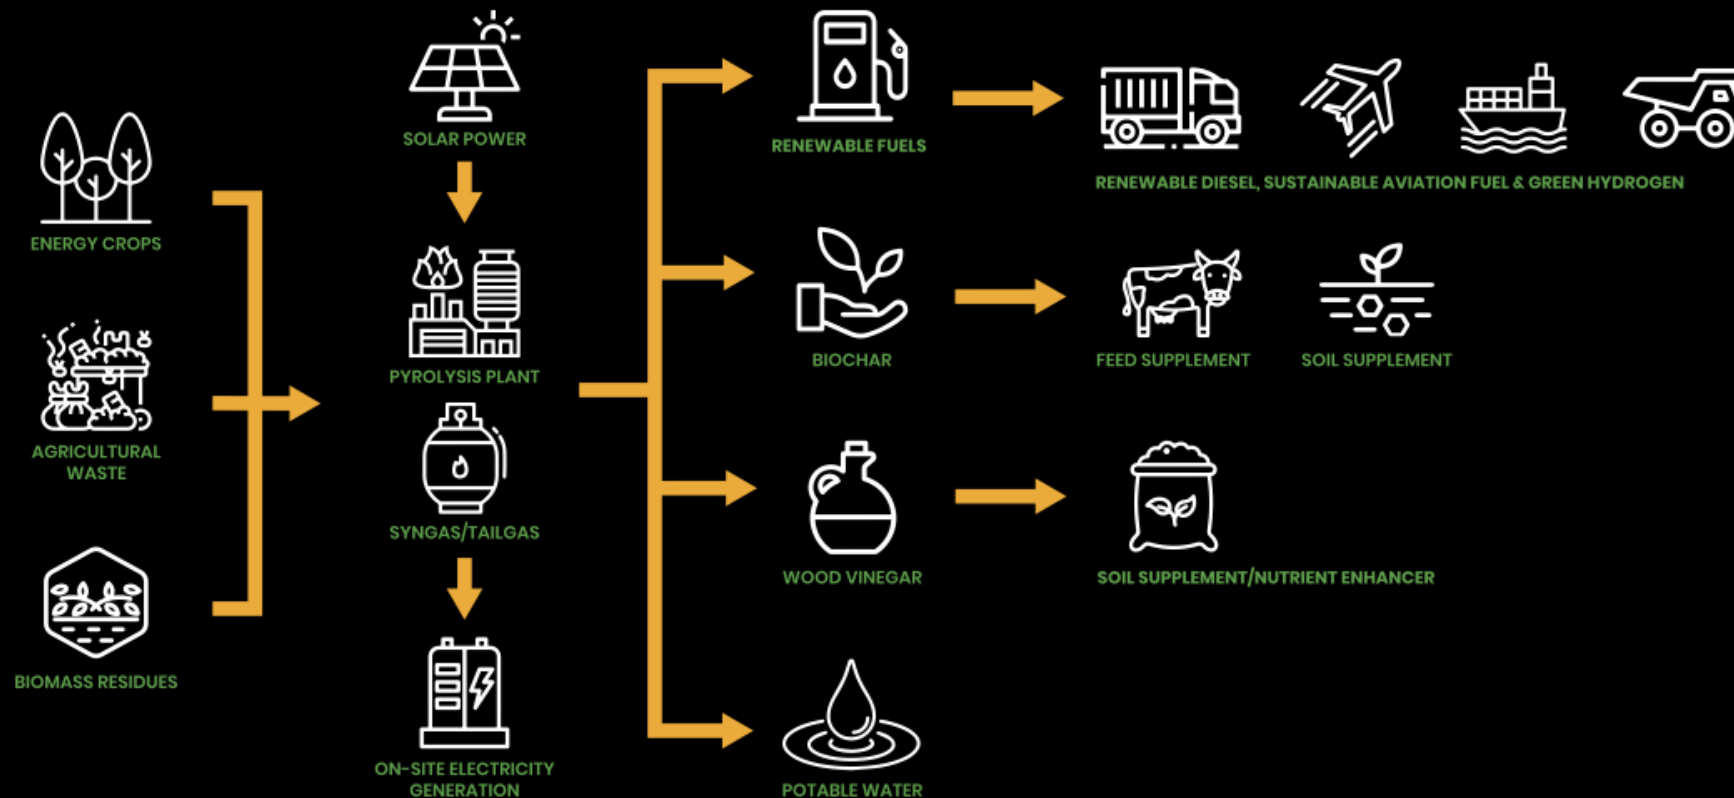 SOLAR POWER
RENEWABLE FUELS
RENEWABLE DIESEL, SUSTAINABLE AVIATION FUEL & GREEN HYDROGEN
ENERGY CROPS
PYROLYSIS PLANT
BIOCHAR
FEED SUPPLEMENT
SOIL SUPPLEMENT
AGRICULTURAL
WASTE
SYNGAS/TAILGAS
WOOD VINEGAR
SOIL SUPPLEMENT/NUTRIENT ENHANCER
BIOMASS RESIDUES
ON-SITE ELECTRICITY
GENERATION
POTABLE WATER